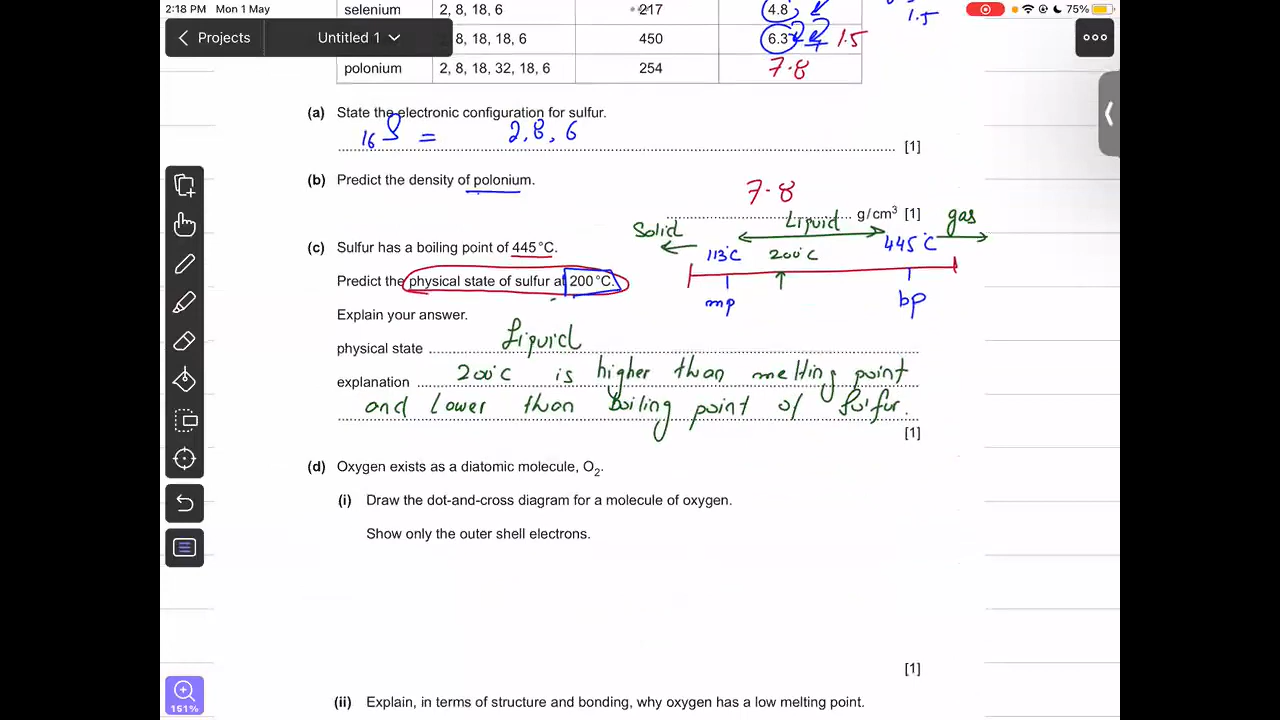 2:18 PM Mon 1 May
75%
Projects
Untitled 1
selenium 2, 8, 18, 6 217 4.8
1.5
8, 18, 18, 6 450 6.3 1.5
polonium 2, 8, 18, 32, 18, 6 254 7.8
(a) State the electronic configuration for sulfur.
16S = 2, 8, 6
[1]
(b) Predict the density of polonium.
7.8
g/cm³ [1]
Solid Liquid gas
(c) Sulfur has a boiling point of 445 °C.
113°C 200°C 445°C
Predict the physical state of sulfur at 200 °C.
mp bp
Explain your answer.
physical state Liquid
explanation 200°C is higher than melting point
and lower than boiling point of sulfur.
[1]
(d) Oxygen exists as a diatomic molecule, O₂.
(i) Draw the dot-and-cross diagram for a molecule of oxygen.
Show only the outer shell electrons.
[1]
(ii) Explain, in terms of structure and bonding, why oxygen has a low melting point.
151%